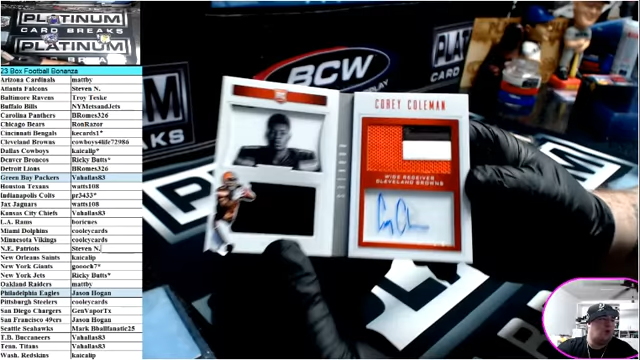 PLATINUM
CARD BREAKS
PLATINUM
CARD BREAKS
23 Box Football Bonanza
Arizona Cardinals mattby
Atlanta Falcons Steven N.
Baltimore Ravens Troy Teske
Buffalo Bills NYMetsandJets
Carolina Panthers BRomes326
Chicago Bears RonRazor
Cincinnati Bengals kecards1*
Cleveland Browns cowboys4life72986
Dallas Cowboys kaicalip*
Denver Broncos Ricky Butts*
Detroit Lions BRomes326
Green Bay Packers Vahallas83
Houston Texans watts108
Indianapolis Colts pr3433*
Jax Jaguars watts108
Kansas City Chiefs Vahallas83
L.A. Rams boricues
Miami Dolphins cooleycards
Minnesota Vikings cooleycards
N.E. Patriots Steven N.
New Orleans Saints kaicalip
New York Giants goooch7*
New York Jets Ricky Butts*
Oakland Raiders mattby
Philadelphia Eagles Jason Hogan
Pittsburgh Steelers cooleycards
San Diego Chargers GenVaporTx
San Francisco 49ers Jason Hogan
Seattle Seahawks Mark Bballfanatic25
T.B. Buccaneers Vahallas83
Tenn. Titans Vahallas83
Wash. Redskins kaicalip
BCW
COREY COLEMAN
WIDE RECEIVER
CLEVELAND BROWNS